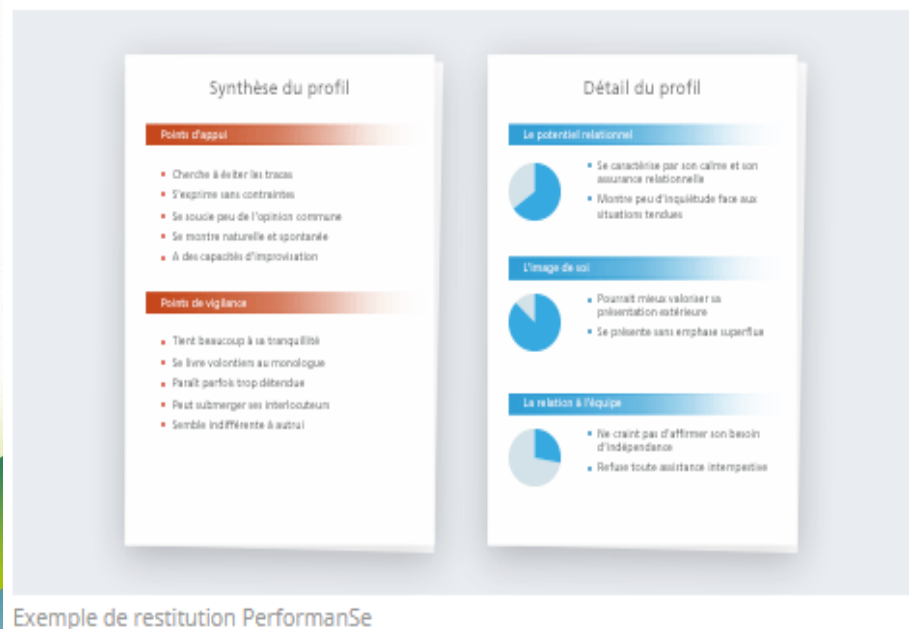 Synthèse du profil
Points d'appui
Cherche à éviter les tracas
S'exprime sans contraintes
Se soucie peu de l'opinion commune
Se montre naturelle et spontanée
A des capacités d'improvisation
Points de vigilance
Tient beaucoup à sa tranquillité
Se livre volontiers au monologue
Paraît parfois trop détendue
Peut submerger ses interlocuteurs
Semble indifférente à autrui
Détail du profil
Le potentiel relationnel
Se caractérise par son calme et son
assurance relationnelle
Montre peu d'inquiétude face aux
situations tendues
L'image de soi
Pourrait mieux valoriser sa
présentation extérieure
Se présente sans emphase superflue
La relation à l'équipe
Ne craint pas d'affirmer son besoin
d'indépendance
Refuse toute assistance intempestive
Exemple de restitution PerformanSe